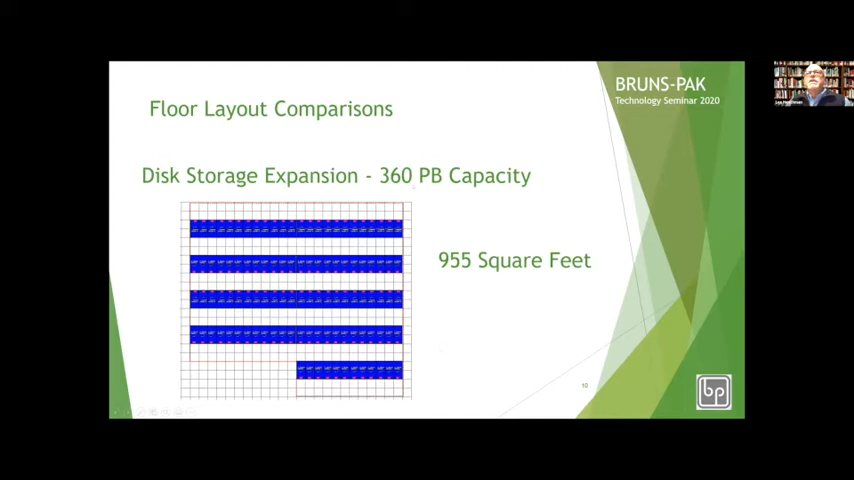 BRUNS-PAK
Technology Seminar 2020
Floor Layout Comparisons
Disk Storage Expansion - 360 PB Capacity
955 Square Feet
10
bp